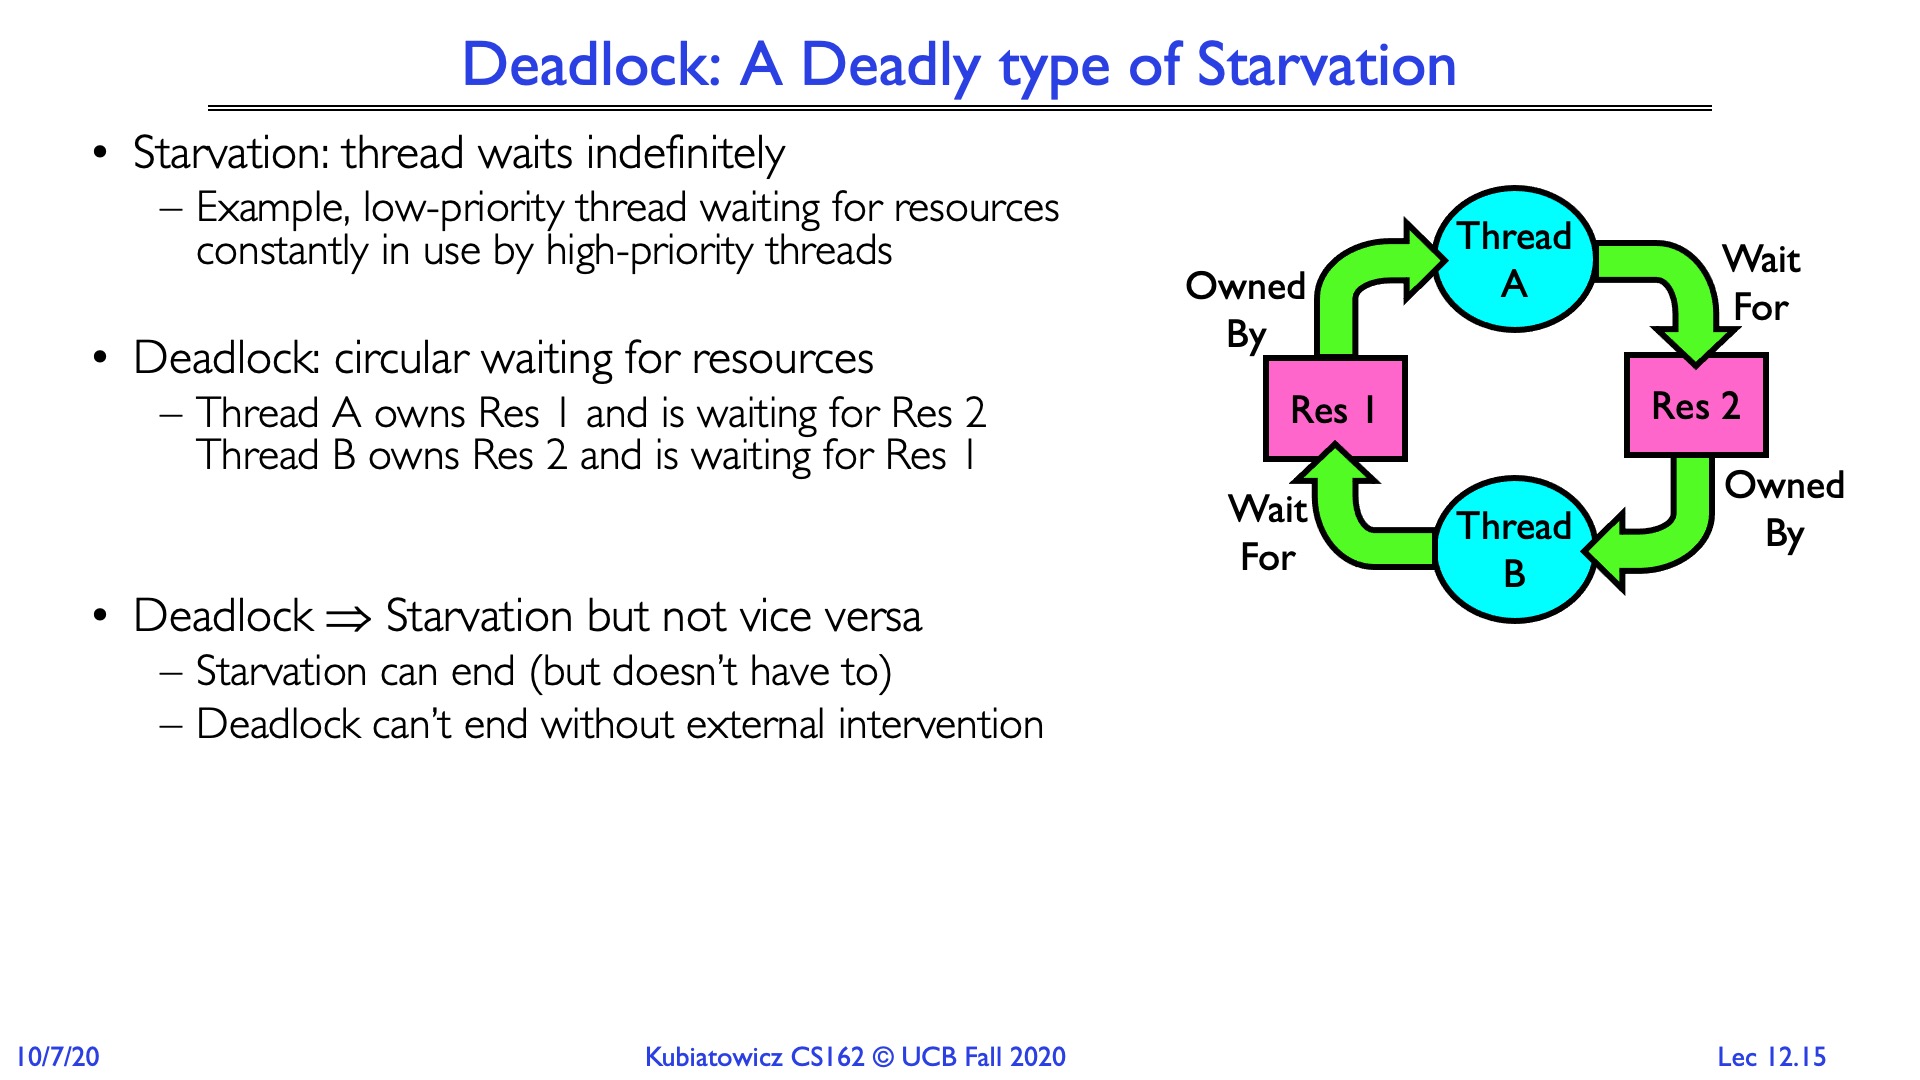 Deadlock: A Deadly type of Starvation
• Starvation: thread waits indefinitely
– Example, low-priority thread waiting for resources
constantly in use by high-priority threads
• Deadlock: circular waiting for resources
– Thread A owns Res 1 and is waiting for Res 2
Thread B owns Res 2 and is waiting for Res 1
• Deadlock ⇒ Starvation but not vice versa
– Starvation can end (but doesn’t have to)
– Deadlock can’t end without external intervention
Thread
A
Wait
For
Owned
By
Res 1
Res 2
Wait
For
Thread
B
Owned
By
10/7/20
Kubiatowicz CS162 © UCB Fall 2020
Lec 12.15